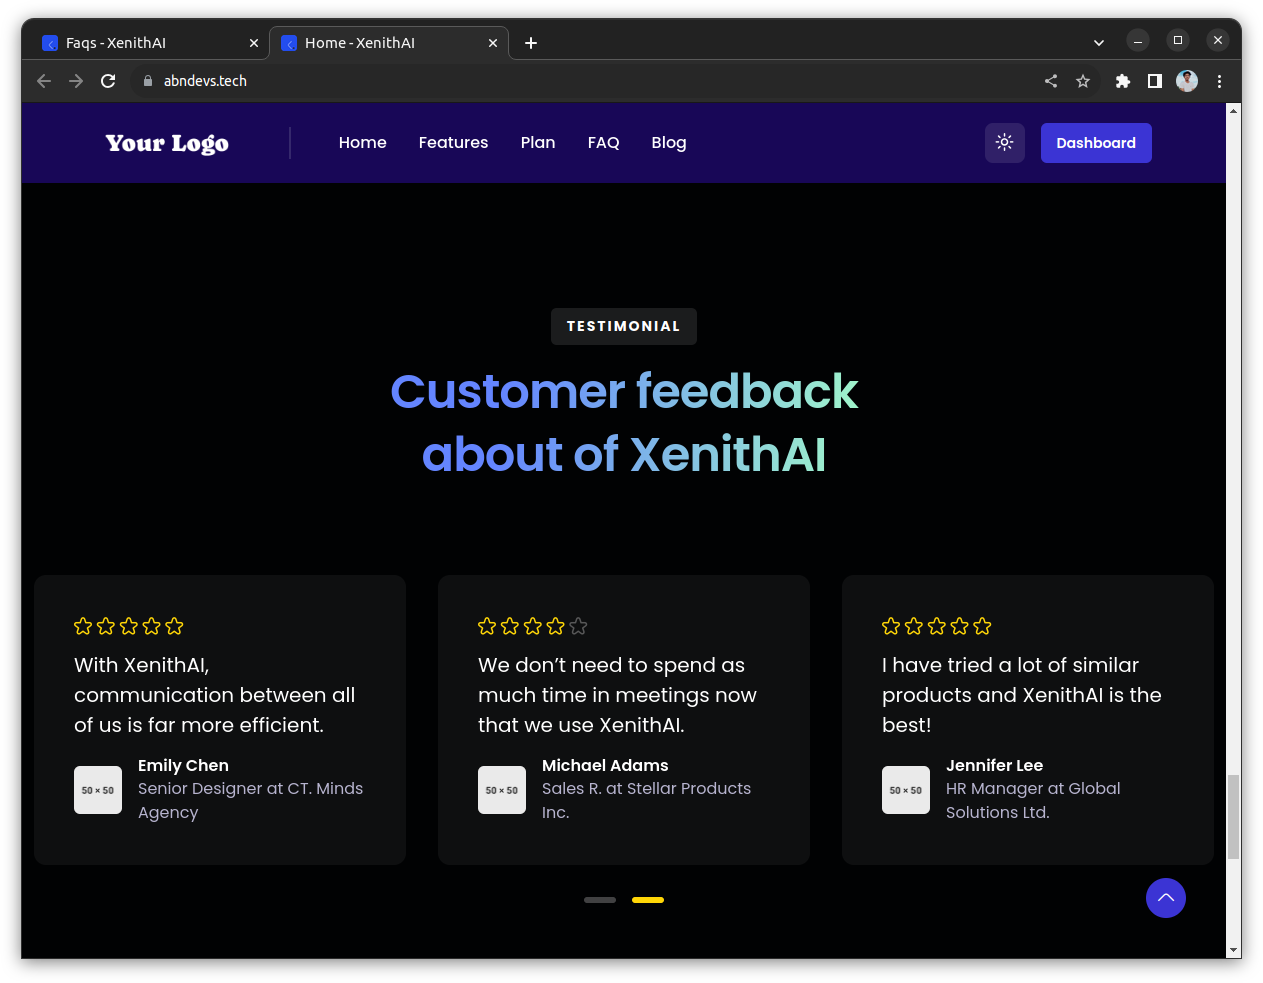 Faqs - XenithAI
Home - XenithAI
abndevs.tech
Your Logo
Home
Features
Plan
FAQ
Blog
Dashboard
TESTIMONIAL
Customer feedback
about of XenithAI
With XenithAI,
communication between all
of us is far more efficient.
50 × 50
Emily Chen
Senior Designer at CT. Minds
Agency
We don’t need to spend as
much time in meetings now
that we use XenithAI.
50 × 50
Michael Adams
Sales R. at Stellar Products
Inc.
I have tried a lot of similar
products and XenithAI is the
best!
50 × 50
Jennifer Lee
HR Manager at Global
Solutions Ltd.